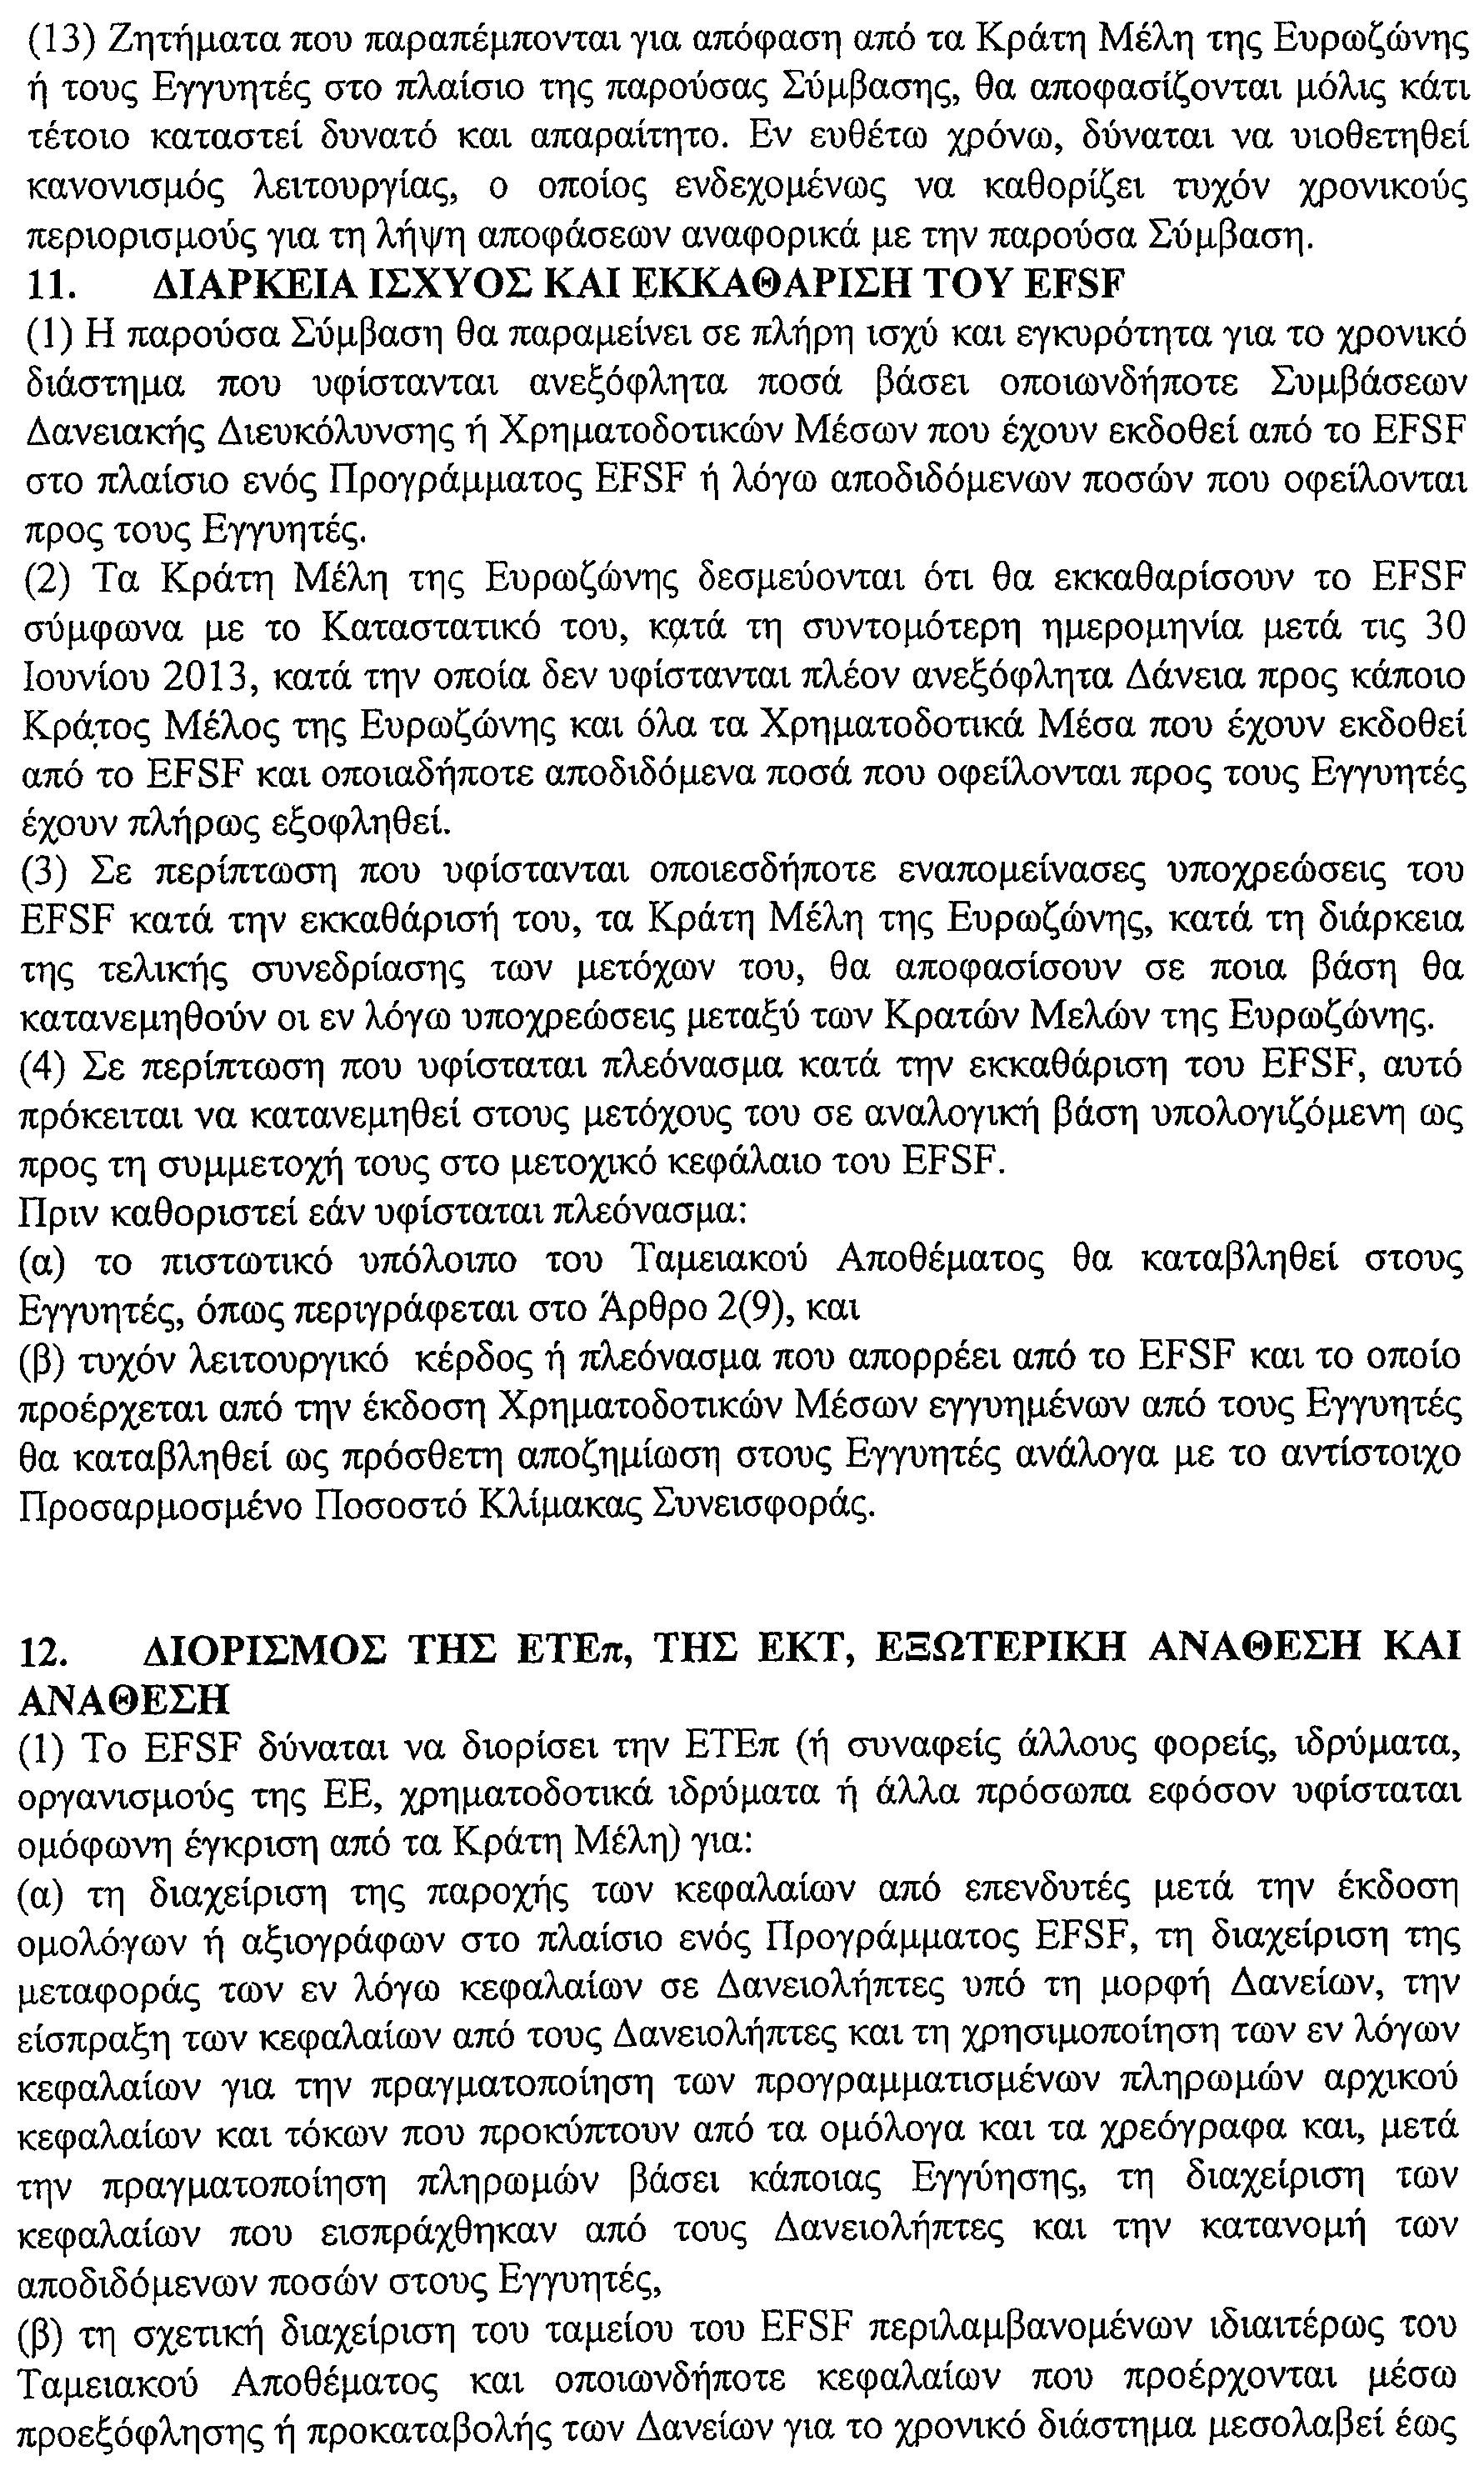 (13) Ζητήματα που παραπέμπονται για απόφαση από τα Κράτη Μέλη της Ευρωζώνης
ή τους Εγγυητές στο πλαίσιο της παρούσας Σύμβασης, θα αποφασίζονται μόλις κάτι
τέτοιο καταστεί δυνατό και απαραίτητο. Εν ευθέτω χρόνω, δύναται να υιοθετηθεί
κανονισμός λειτουργίας, ο οποίος ενδεχομένως να καθορίζει τυχόν χρονικούς
περιορισμούς για τη λήψη αποφάσεων αναφορικά με την παρούσα Σύμβαση.
11. ΔΙΑΡΚΕΙΑ ΙΣΧΥΟΣ ΚΑΙ ΕΚΚΑΘΑΡΙΣΗ ΤΟΥ EFSF
(1) Η παρούσα Σύμβαση θα παραμείνει σε πλήρη ισχύ και εγκυρότητα για το χρονικό
διάστημα που υφίστανται ανεξόφλητα ποσά βάσει οποιωνδήποτε Συμβάσεων
Δανειακής Διευκόλυνσης ή Χρηματοδοτικών Μέσων που έχουν εκδοθεί από το EFSF
στο πλαίσιο ενός Προγράμματος EFSF ή λόγω αποδιδόμενων ποσών που οφείλονται
προς τους Εγγυητές.
(2) Τα Κράτη Μέλη της Ευρωζώνης δεσμεύονται ότι θα εκκαθαρίσουν το EFSF
σύμφωνα με το Καταστατικό του, κατά τη συντομότερη ημερομηνία μετά τις 30
Ιουνίου 2013, κατά την οποία δεν υφίστανται πλέον ανεξόφλητα Δάνεια προς κάποιο
Κράτος Μέλος της Ευρωζώνης και όλα τα Χρηματοδοτικά Μέσα που έχουν εκδοθεί
από το EFSF και οποιαδήποτε αποδιδόμενα ποσά που οφείλονται προς τους Εγγυητές
έχουν πλήρως εξοφληθεί.
(3) Σε περίπτωση που υφίστανται οποιεσδήποτε εναπομείνασες υποχρεώσεις του
EFSF κατά την εκκαθάρισή του, τα Κράτη Μέλη της Ευρωζώνης, κατά τη διάρκεια
της τελικής συνεδρίασης των μετόχων του, θα αποφασίσουν σε ποια βάση θα
κατανεμηθούν οι εν λόγω υποχρεώσεις μεταξύ των Κρατών Μελών της Ευρωζώνης.
(4) Σε περίπτωση που υφίσταται πλεόνασμα κατά την εκκαθάριση του EFSF, αυτό
πρόκειται να κατανεμηθεί στους μετόχους του σε αναλογική βάση υπολογιζόμενη ως
προς τη συμμετοχή τους στο μετοχικό κεφάλαιο του EFSF.
Πριν καθοριστεί εάν υφίσταται πλεόνασμα:
(α) το πιστωτικό υπόλοιπο του Ταμειακού Αποθέματος θα καταβληθεί στους
Εγγυητές, όπως περιγράφεται στο Άρθρο 2(9), και
(β) τυχόν λειτουργικό κέρδος ή πλεόνασμα που απορρέει από το EFSF και το οποίο
προέρχεται από την έκδοση Χρηματοδοτικών Μέσων εγγυημένων από τους Εγγυητές
θα καταβληθεί ως πρόσθετη αποζημίωση στους Εγγυητές ανάλογα με το αντίστοιχο
Προσαρμοσμένο Ποσοστό Κλίμακας Συνεισφοράς.
12. ΔΙΟΡΙΣΜΟΣ ΤΗΣ ΕΤΕπ, ΤΗΣ ΕΚΤ, ΕΞΩΤΕΡΙΚΗ ΑΝΑΘΕΣΗ ΚΑΙ
ΑΝΑΘΕΣΗ
(1) Το EFSF δύναται να διορίσει την ΕΤΕπ (ή συναφείς άλλους φορείς, ιδρύματα,
οργανισμούς της ΕΕ, χρηματοδοτικά ιδρύματα ή άλλα πρόσωπα εφόσον υφίσταται
ομόφωνη έγκριση από τα Κράτη Μέλη) για:
(α) τη διαχείριση της παροχής των κεφαλαίων από επενδυτές μετά την έκδοση
ομολόγων ή αξιογράφων στο πλαίσιο ενός Προγράμματος EFSF, τη διαχείριση της
μεταφοράς των εν λόγω κεφαλαίων σε Δανειολήπτες υπό τη μορφή Δανείων, την
είσπραξη των κεφαλαίων από τους Δανειολήπτες και τη χρησιμοποίηση των εν λόγων
κεφαλαίων για την πραγματοποίηση των προγραμματισμένων πληρωμών αρχικού
κεφαλαίων και τόκων που προκύπτουν από τα ομόλογα και τα χρεόγραφα και, μετά
την πραγματοποίηση πληρωμών βάσει κάποιας Εγγύησης, τη διαχείριση των
κεφαλαίων που εισπράχθηκαν από τους Δανειολήπτες και την κατανομή των
αποδιδόμενων ποσών στους Εγγυητές,
(β) τη σχετική διαχείριση του ταμείου του EFSF περιλαμβανομένων ιδιαιτέρως του
Ταμειακού Αποθέματος και οποιωνδήποτε κεφαλαίων που προέρχονται μέσω
προεξόφλησης ή προκαταβολής των Δανείων για το χρονικό διάστημα μεσολαβεί έως